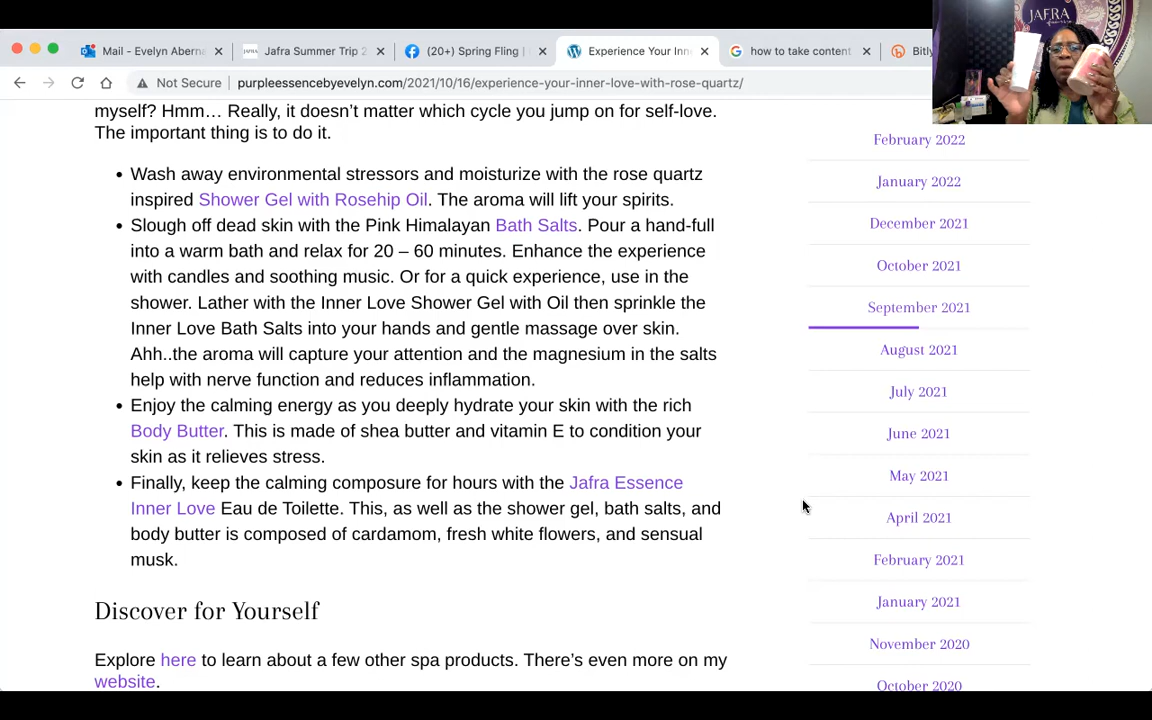 Mail - Evelyn Aberna
Jafra Summer Trip 2
(20+) Spring Fling |
Experience Your Inn
how to take content
Bitly
JAFRA
Not Secure
purpleessencebyevelyn.com/2021/10/16/experience-your-inner-love-with-rose-quartz/
myself? Hmm… Really, it doesn’t matter which cycle you jump on for self-love.
The important thing is to do it.
• Wash away environmental stressors and moisturize with the rose quartz
inspired Shower Gel with Rosehip Oil. The aroma will lift your spirits.
• Slough off dead skin with the Pink Himalayan Bath Salts. Pour a hand-full
into a warm bath and relax for 20 – 60 minutes. Enhance the experience
with candles and soothing music. Or for a quick experience, use in the
shower. Lather with the Inner Love Shower Gel with Oil then sprinkle the
Inner Love Bath Salts into your hands and gentle massage over skin.
Ahh..the aroma will capture your attention and the magnesium in the salts
help with nerve function and reduces inflammation.
• Enjoy the calming energy as you deeply hydrate your skin with the rich
Body Butter. This is made of shea butter and vitamin E to condition your
skin as it relieves stress.
• Finally, keep the calming composure for hours with the Jafra Essence
Inner Love Eau de Toilette. This, as well as the shower gel, bath salts, and
body butter is composed of cardamom, fresh white flowers, and sensual
musk.
Discover for Yourself
Explore here to learn about a few other spa products. There’s even more on my
website.
February 2022
January 2022
December 2021
October 2021
September 2021
August 2021
July 2021
June 2021
May 2021
April 2021
February 2021
January 2021
November 2020
October 2020